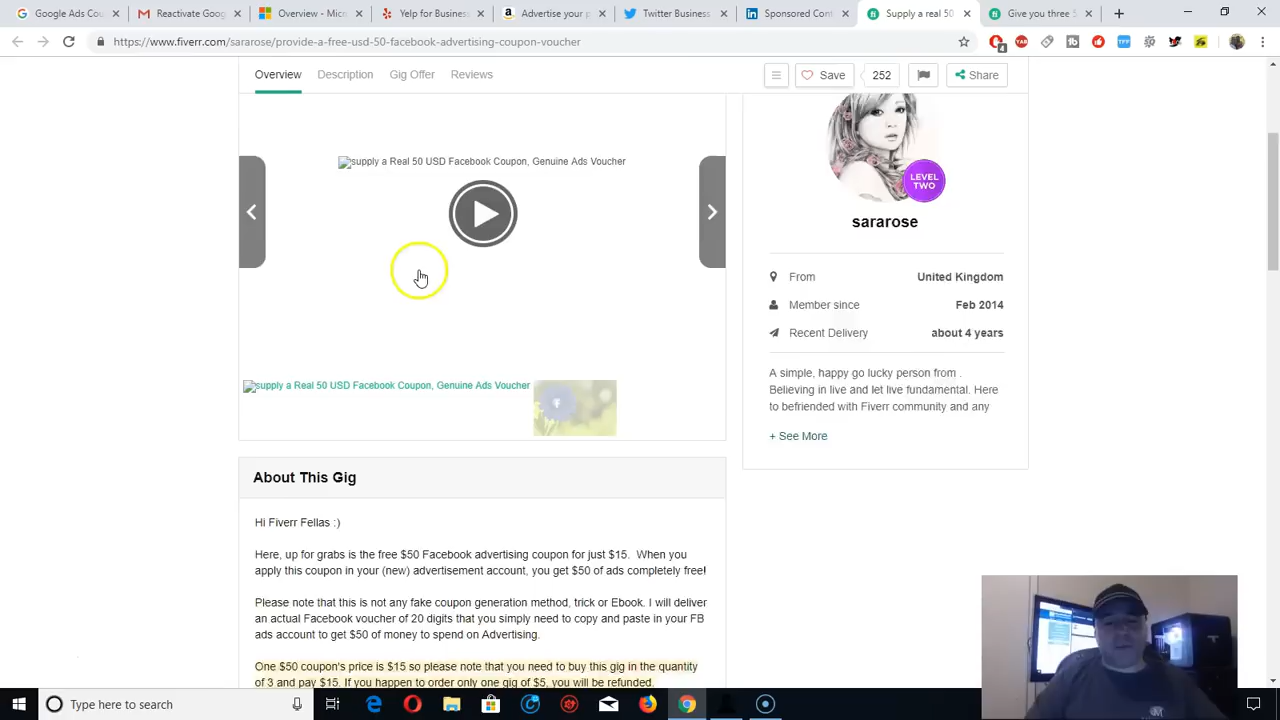 Google Ads C
Reactivate Goog
Overview - Micr
Yelp for Busines
Advertise your p
Twitter Business
Sponsored Cont
supply a real 50
Give you three 5
https://www.fiverr.com/sararose/provide-a-free-usd-50-facebook-advertising-coupon-voucher
4
YAB
TFP
Overview
Description
Gig Offer
Reviews
Save
252
Share
supply a Real 50 USD Facebook Coupon, Genuine Ads Voucher
supply a Real 50 USD Facebook Coupon, Genuine Ads Voucher
About This Gig
Hi Fiverr Fellas :)
Here, up for grabs is the free $50 Facebook advertising coupon for just $15. When you
apply this coupon in your (new) advertisement account, you get $50 of ads completely free!
Please note that this is not any fake coupon generation method, trick or Ebook. I will deliver
an actual Facebook voucher of 20 digits that you simply need to copy and paste in your FB
ads account to get $50 of money to spend on Advertising.
One $50 coupon's price is $15 so please note that you need to buy this gig in the quantity
of 3 and pay $15. If you happen to order only one gig of $5, you will be refunded.
LEVEL
TWO
sararose
From United Kingdom
Member since Feb 2014
Recent Delivery about 4 years
A simple, happy go lucky person from .
Believing in live and let live fundamental. Here
to befriended with Fiverr community and any
+ See More
Type here to search